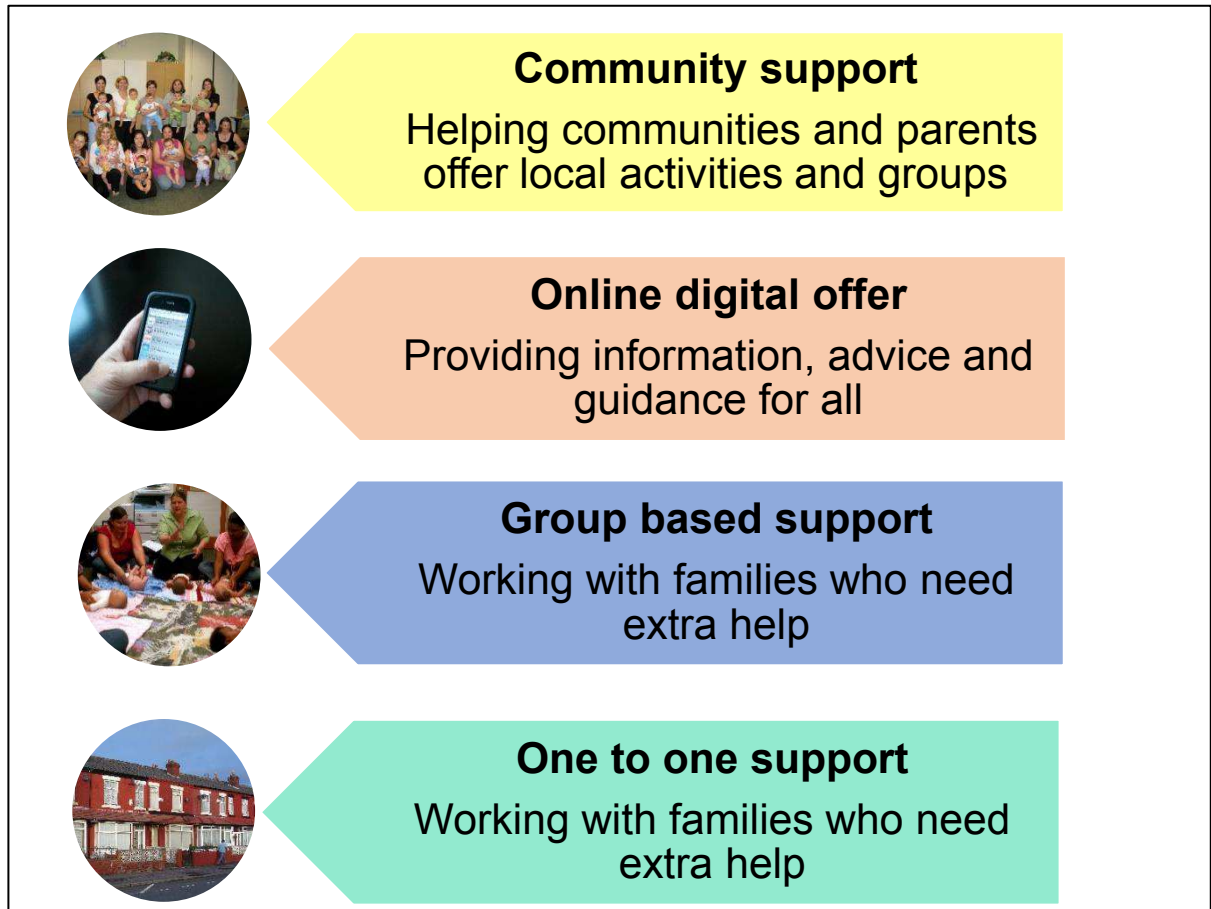 Community support
Helping communities and parents
offer local activities and groups
Online digital offer
Providing information, advice and
guidance for all
Group based support
Working with families who need
extra help
One to one support
Working with families who need
extra help